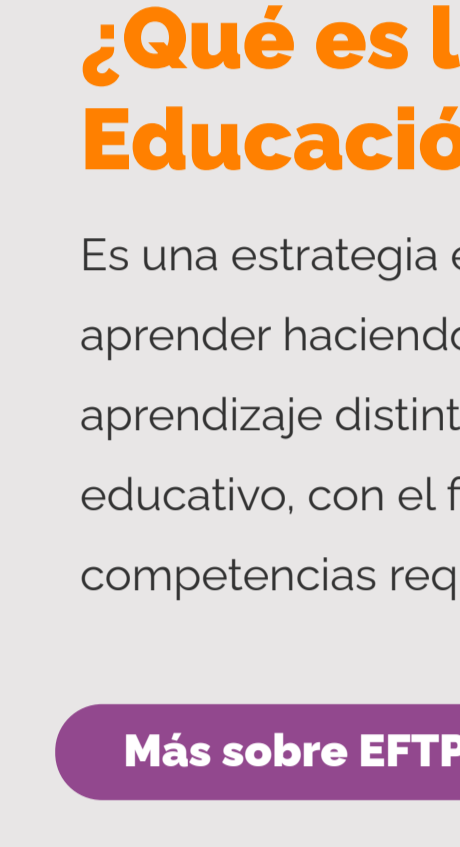 ¿Qué es l
Educació
Es una estrategia e
aprender haciendo
aprendizaje distint
educativo, con el f
competencias req
Más sobre EFTP